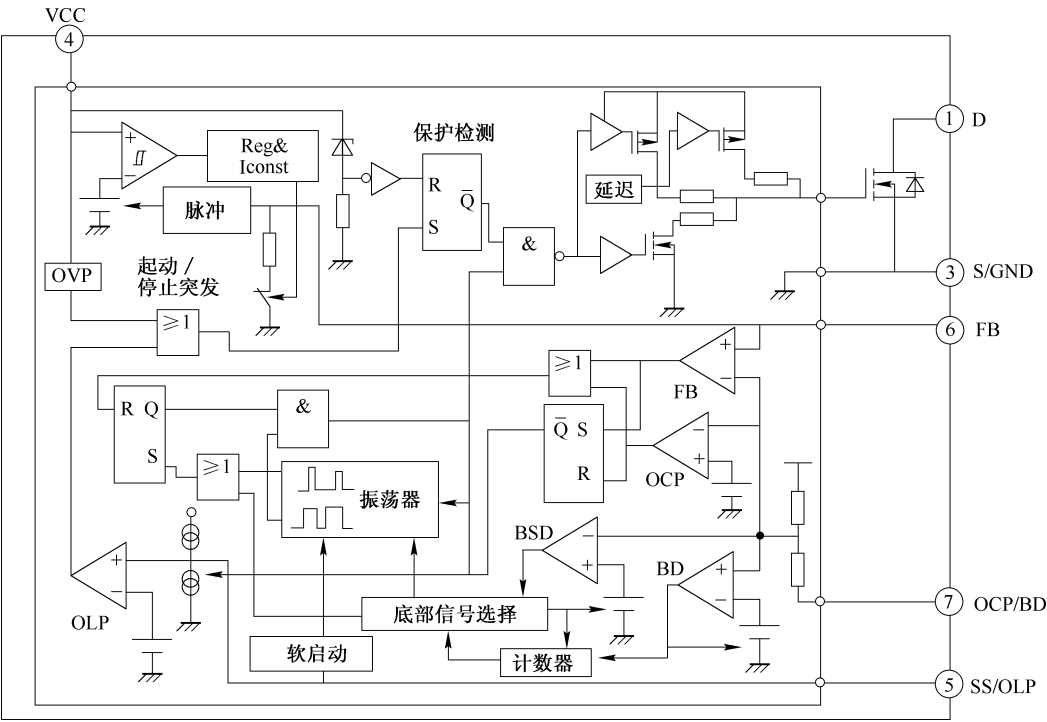 VCC
4
1
D
保护检测
+
−
Reg&
Iconst
R
Q̅
S
延迟
脉冲
&
OVP
起动/
停止突发
3
S/GND
≥1
6
FB
≥1
+
−
FB
R Q
S
&
Q̅ S
R
−
+
OCP
≥1
振荡器
BSD
−
+
BD
+
−
+
−
OLP
底部信号选择
7
OCP/BD
软启动
计数器
5
SS/OLP